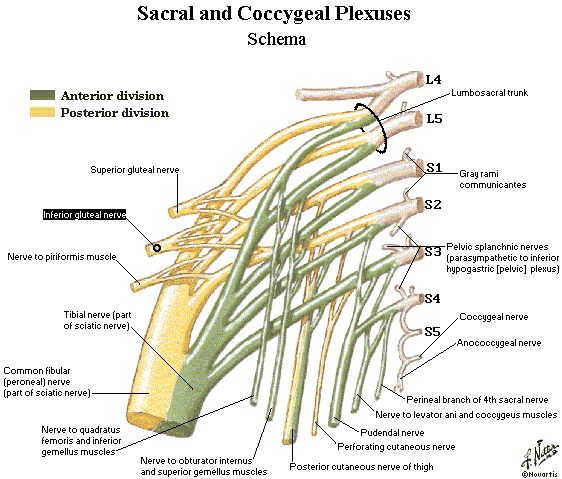 Sacral and Coccygeal Plexuses
Schema
Anterior division
Posterior division
L4
Lumbosacral trunk
L5
Superior gluteal nerve
S1
Gray rami
communicantes
S2
Inferior gluteal nerve
Pelvic splanchnic nerves
(parasympathetic to inferior
hypogastric [pelvic] plexus)
S3
Nerve to piriformis muscle
S4
Tibial nerve (part
of sciatic nerve)
Coccygeal nerve
S5
Anococcygeal nerve
Common fibular
(peroneal) nerve
(part of sciatic nerve)
Perineal branch of 4th sacral nerve
Nerve to levator ani and coccygeus muscles
Nerve to quadratus
femoris and inferior
gemellus muscles
Pudendal nerve
Perforating cutaneous nerve
Nerve to obturator internus
and superior gemellus muscles
Posterior cutaneous nerve of thigh
F. Netter
©Novartis